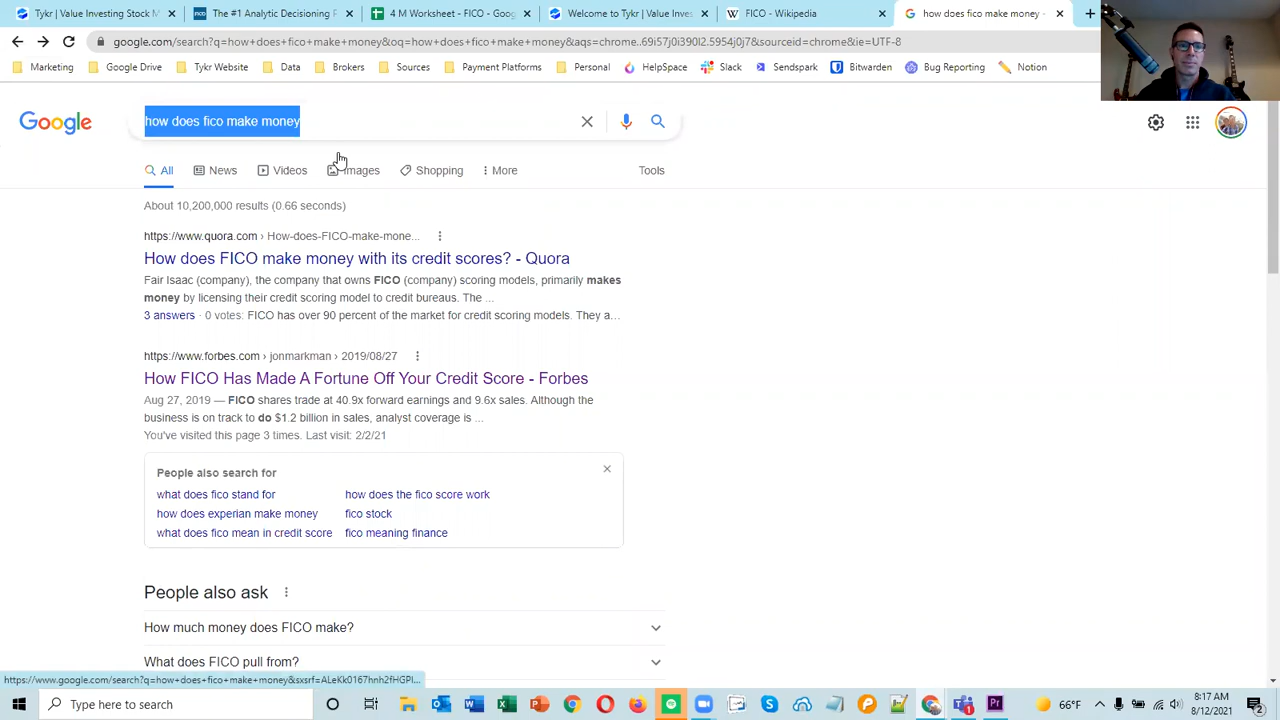 Tykr | Value Investing Stock M
The #1 Analytic Decisioning F
4 M Worksheet - FICO - Goog
Welcome to Tykr | Value Inves
FICO - Wikipedia
how does fico make money -
google.com/search?q=how+does+fico+make+money&oq=how+does+fico+make+money&aqs=chrome..69i57j0i390l2.5954j0j7&sourceid=chrome&ie=UTF-8
Marketing
Google Drive
Tykr Website
Data
Brokers
Sources
Payment Platforms
Personal
HelpSpace
Slack
Sendspark
Bitwarden
Bug Reporting
Notion
Google
how does fico make money
All
News
Videos
Images
Shopping
More
Tools
About 10,200,000 results (0.66 seconds)
https://www.quora.com › How-does-FICO-make-mone...
How does FICO make money with its credit scores? - Quora
Fair Isaac (company), the company that owns FICO (company) scoring models, primarily makes
money by licensing their credit scoring model to credit bureaus. The ...
3 answers · 0 votes: FICO has over 90 percent of the market for credit scoring models. They a...
https://www.forbes.com › jonmarkman › 2019/08/27
How FICO Has Made A Fortune Off Your Credit Score - Forbes
Aug 27, 2019 — FICO shares trade at 40.9x forward earnings and 9.6x sales. Although the
business is on track to do $1.2 billion in sales, analyst coverage is ...
You've visited this page 3 times. Last visit: 2/2/21
People also search for
what does fico stand for
how does the fico score work
how does experian make money
fico stock
what does fico mean in credit score
fico meaning finance
People also ask
How much money does FICO make?
What does FICO pull from?
https://www.google.com/search?q=how+does+fico+make+money&sxsrf=ALeKk0167hnh2fHGPI...
Type here to search
66°F
8:17 AM
8/12/2021